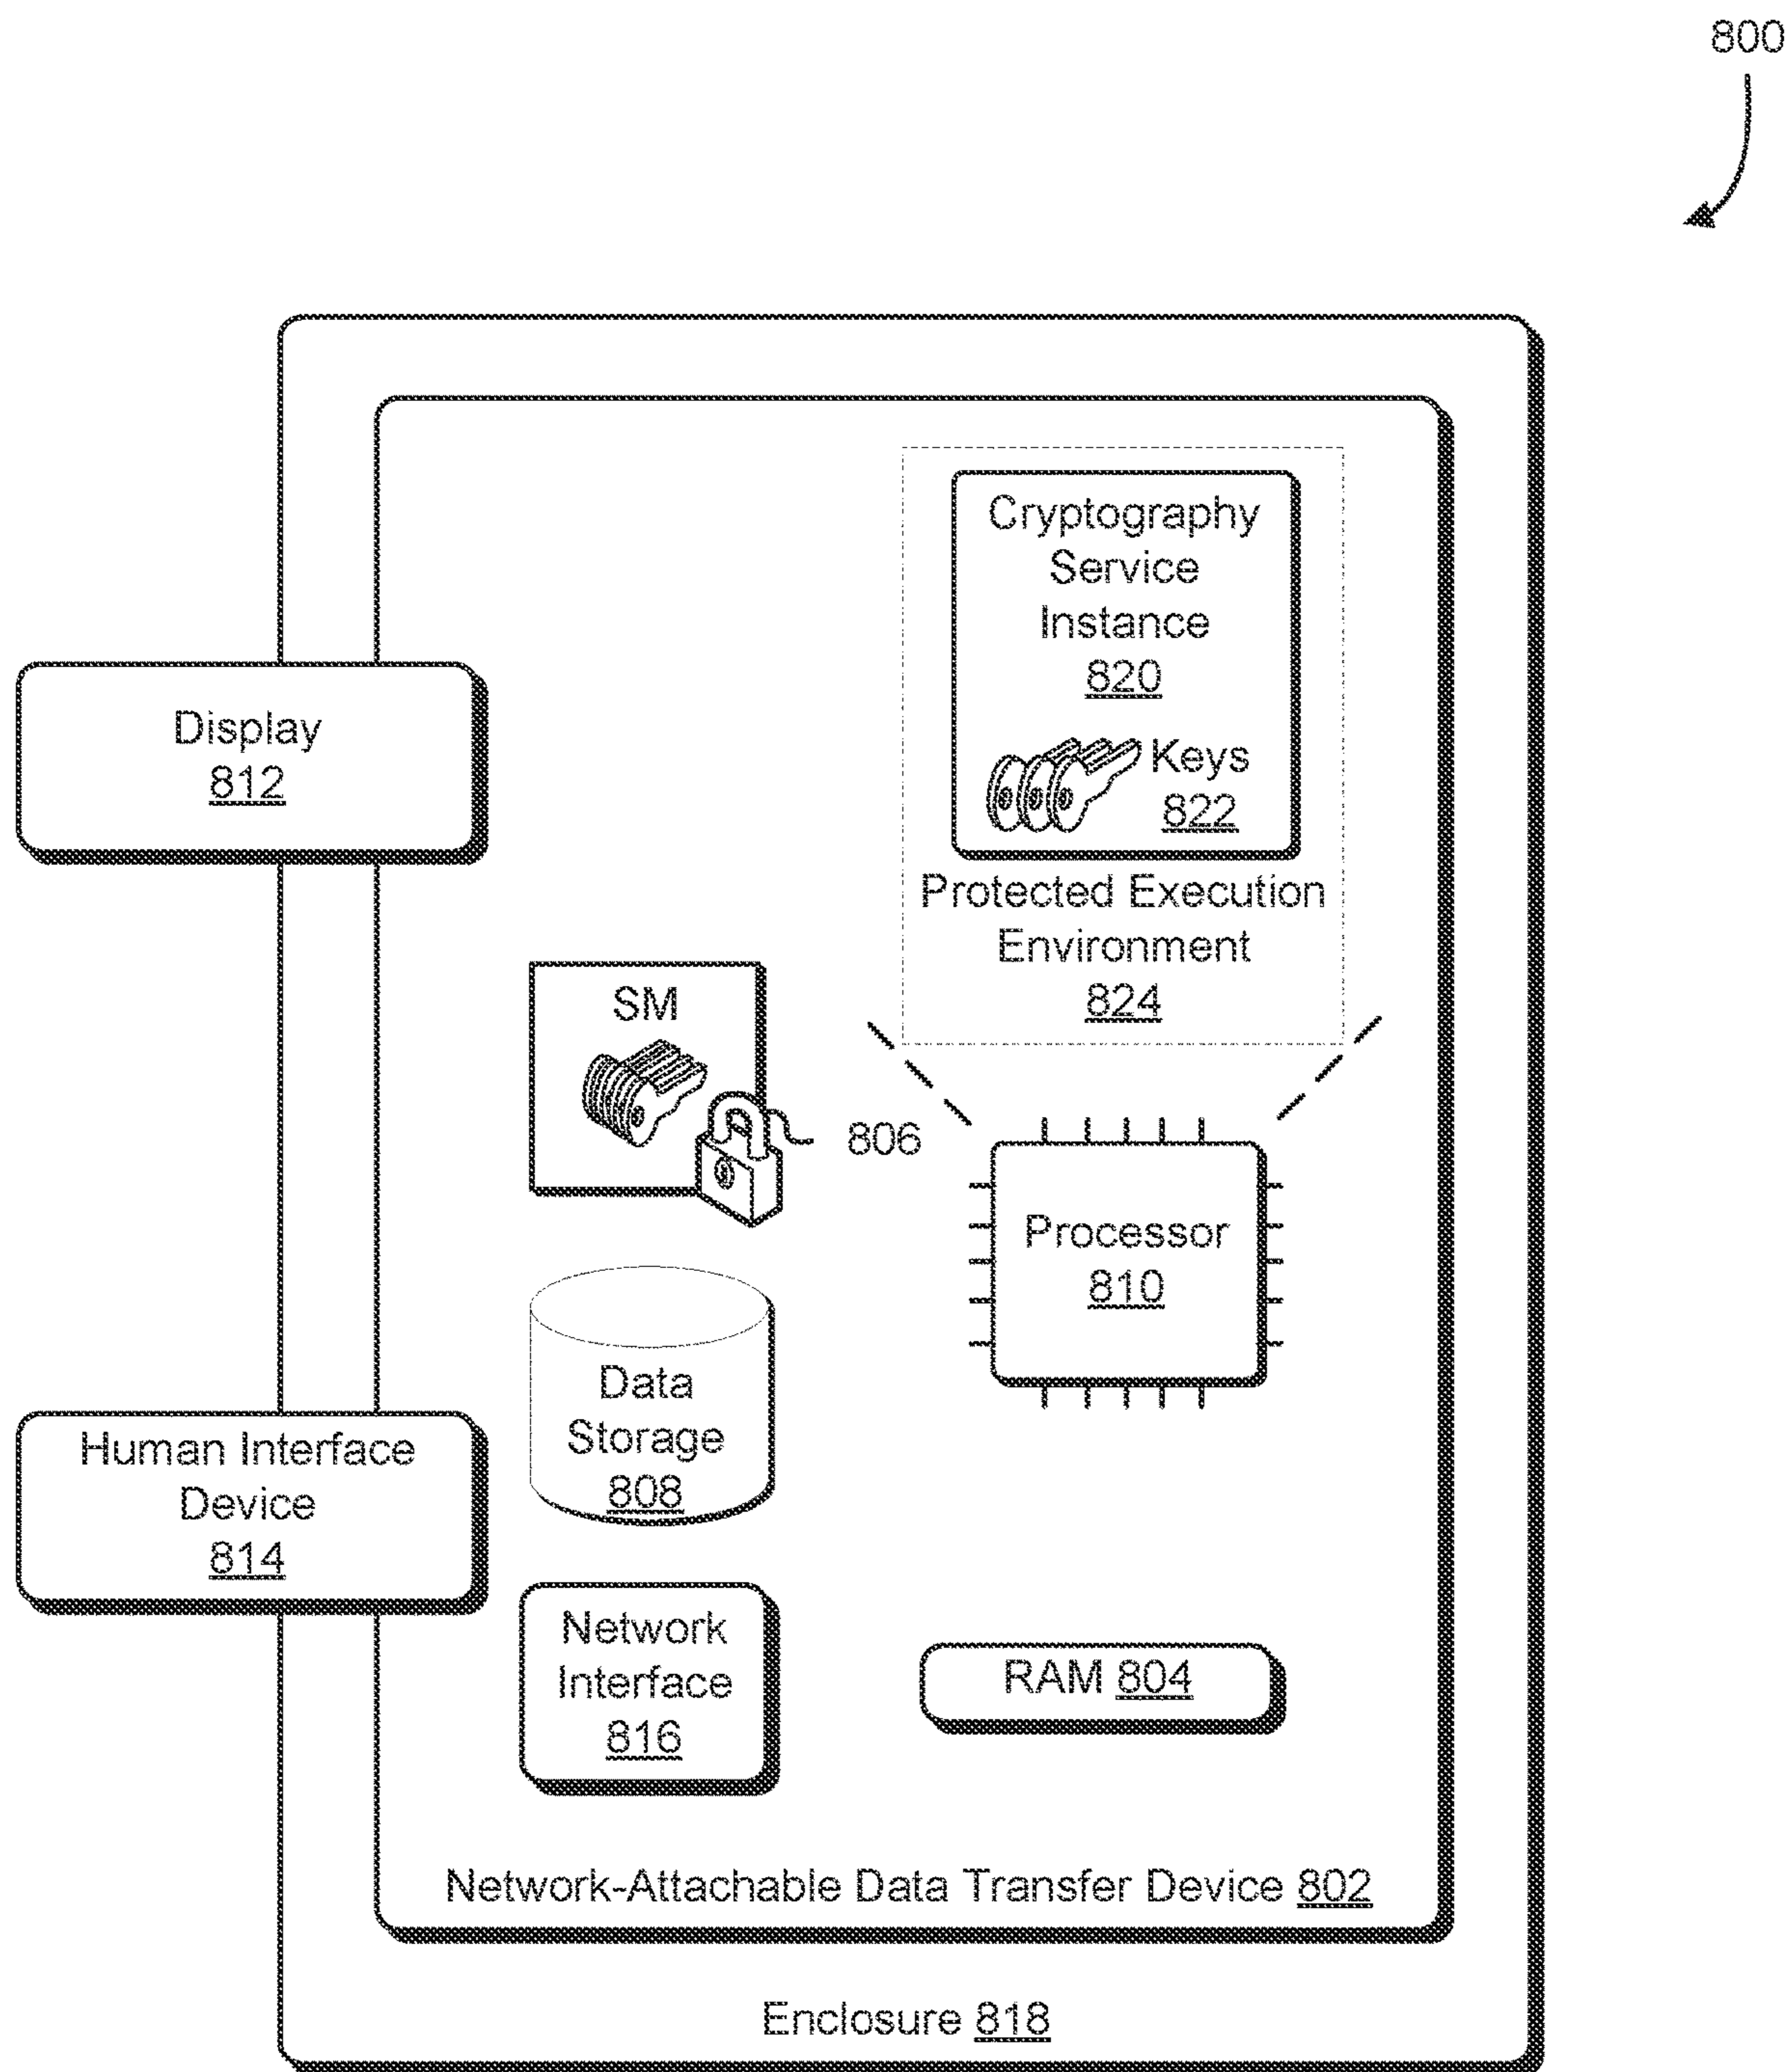 800
Cryptography
Service
Instance
820
Keys
822
Protected Execution
Environment
824
Display
812
SM
806
Processor
810
Data
Storage
808
Human Interface
Device
814
Network
Interface
816
RAM 804
Network-Attachable Data Transfer Device 802
Enclosure 818